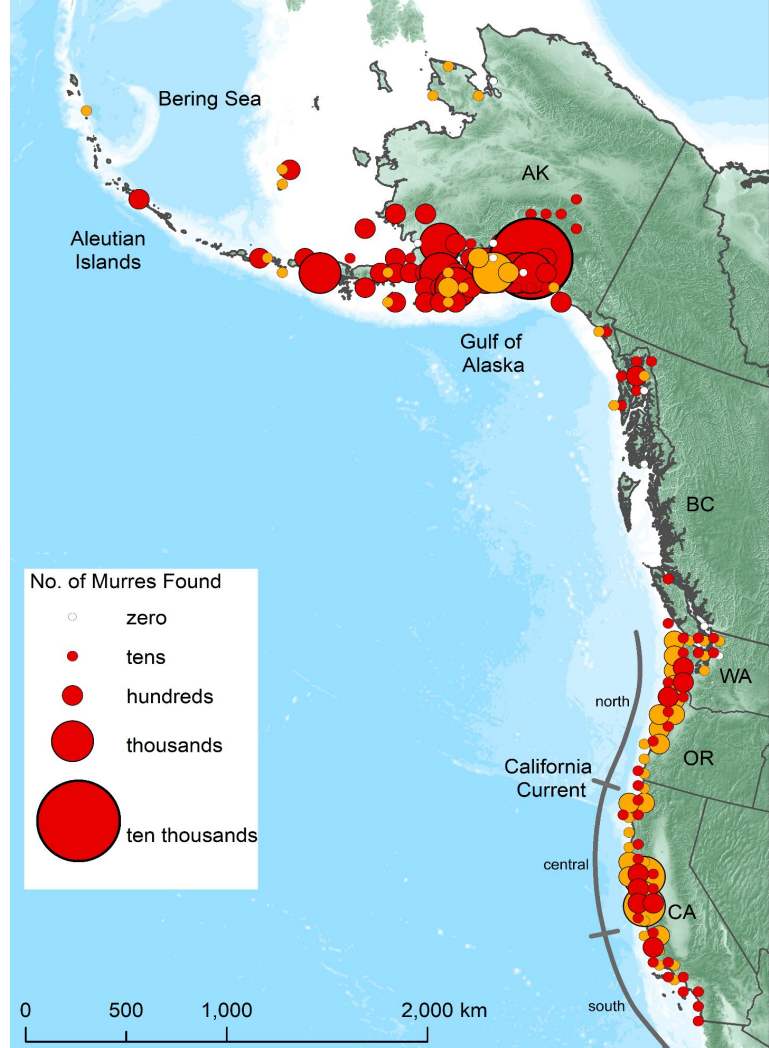 Bering Sea
AK
Aleutian
Islands
Gulf of
Alaska
BC
No. of Murres Found
zero
tens
hundreds
thousands
ten thousands
WA
north
OR
California
Current
central
CA
south
0 500 1,000 2,000 km